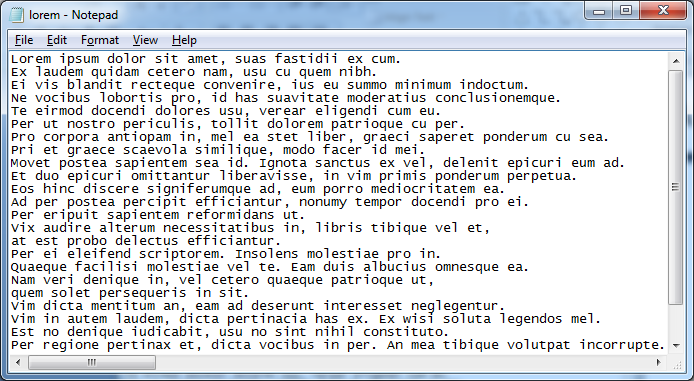 lorem - Notepad
File Edit Format View Help
Lorem ipsum dolor sit amet, suas fastidii ex cum.
Ex laudem quidam cetero nam, usu cu quem nibh.
Ei vis blandit recteque convenire, ius eu summo minimum indoctum.
Ne vocibus lobortis pro, id has suavitate moderatius conclusionemque.
Te eirmod docendi dolores usu, verear eligendi cum eu.
Per ut nostro periculis, tollit dolorem patrioque cu per.
Pro corpora antiopam in, mel ea stet liber, graeci saperet ponderum cu sea.
Pri et graece scaevola similique, modo facer id mei.
Movet postea sapientem sea id. Ignota sanctus ex vel, delenit epicuri eum ad.
Et duo epicuri omittantur liberavisse, in vim primis ponderum perpetua.
Eos hinc discere signiferumque ad, eum porro mediocritatem ea.
Ad per postea percipit efficiantur, nonumy tempor docendi pro ei.
Per eripuit sapientem reformidans ut.
Vix audire alterum necessitatibus in, libris tibique vel et,
at est probo delectus efficiantur.
Per ei eleifend scriptorem. Insolens molestiae pro in.
Quaeque facilisi molestiae vel te. Eam duis albucius omnesque ea.
Nam veri denique in, vel cetero quaeque patrioque ut,
quem solet persequeris in sit.
Vim dicta mentitum an, eam ad deserunt interesset neglegentur.
Vim in autem laudem, dicta pertinacia has ex. Ex wisi soluta legendos mel.
Est no denique iudicabit, usu no sint nihil constituto.
Per regione pertinax et, dicta vocibus in per. An mea tibique volutpat incorrupte.